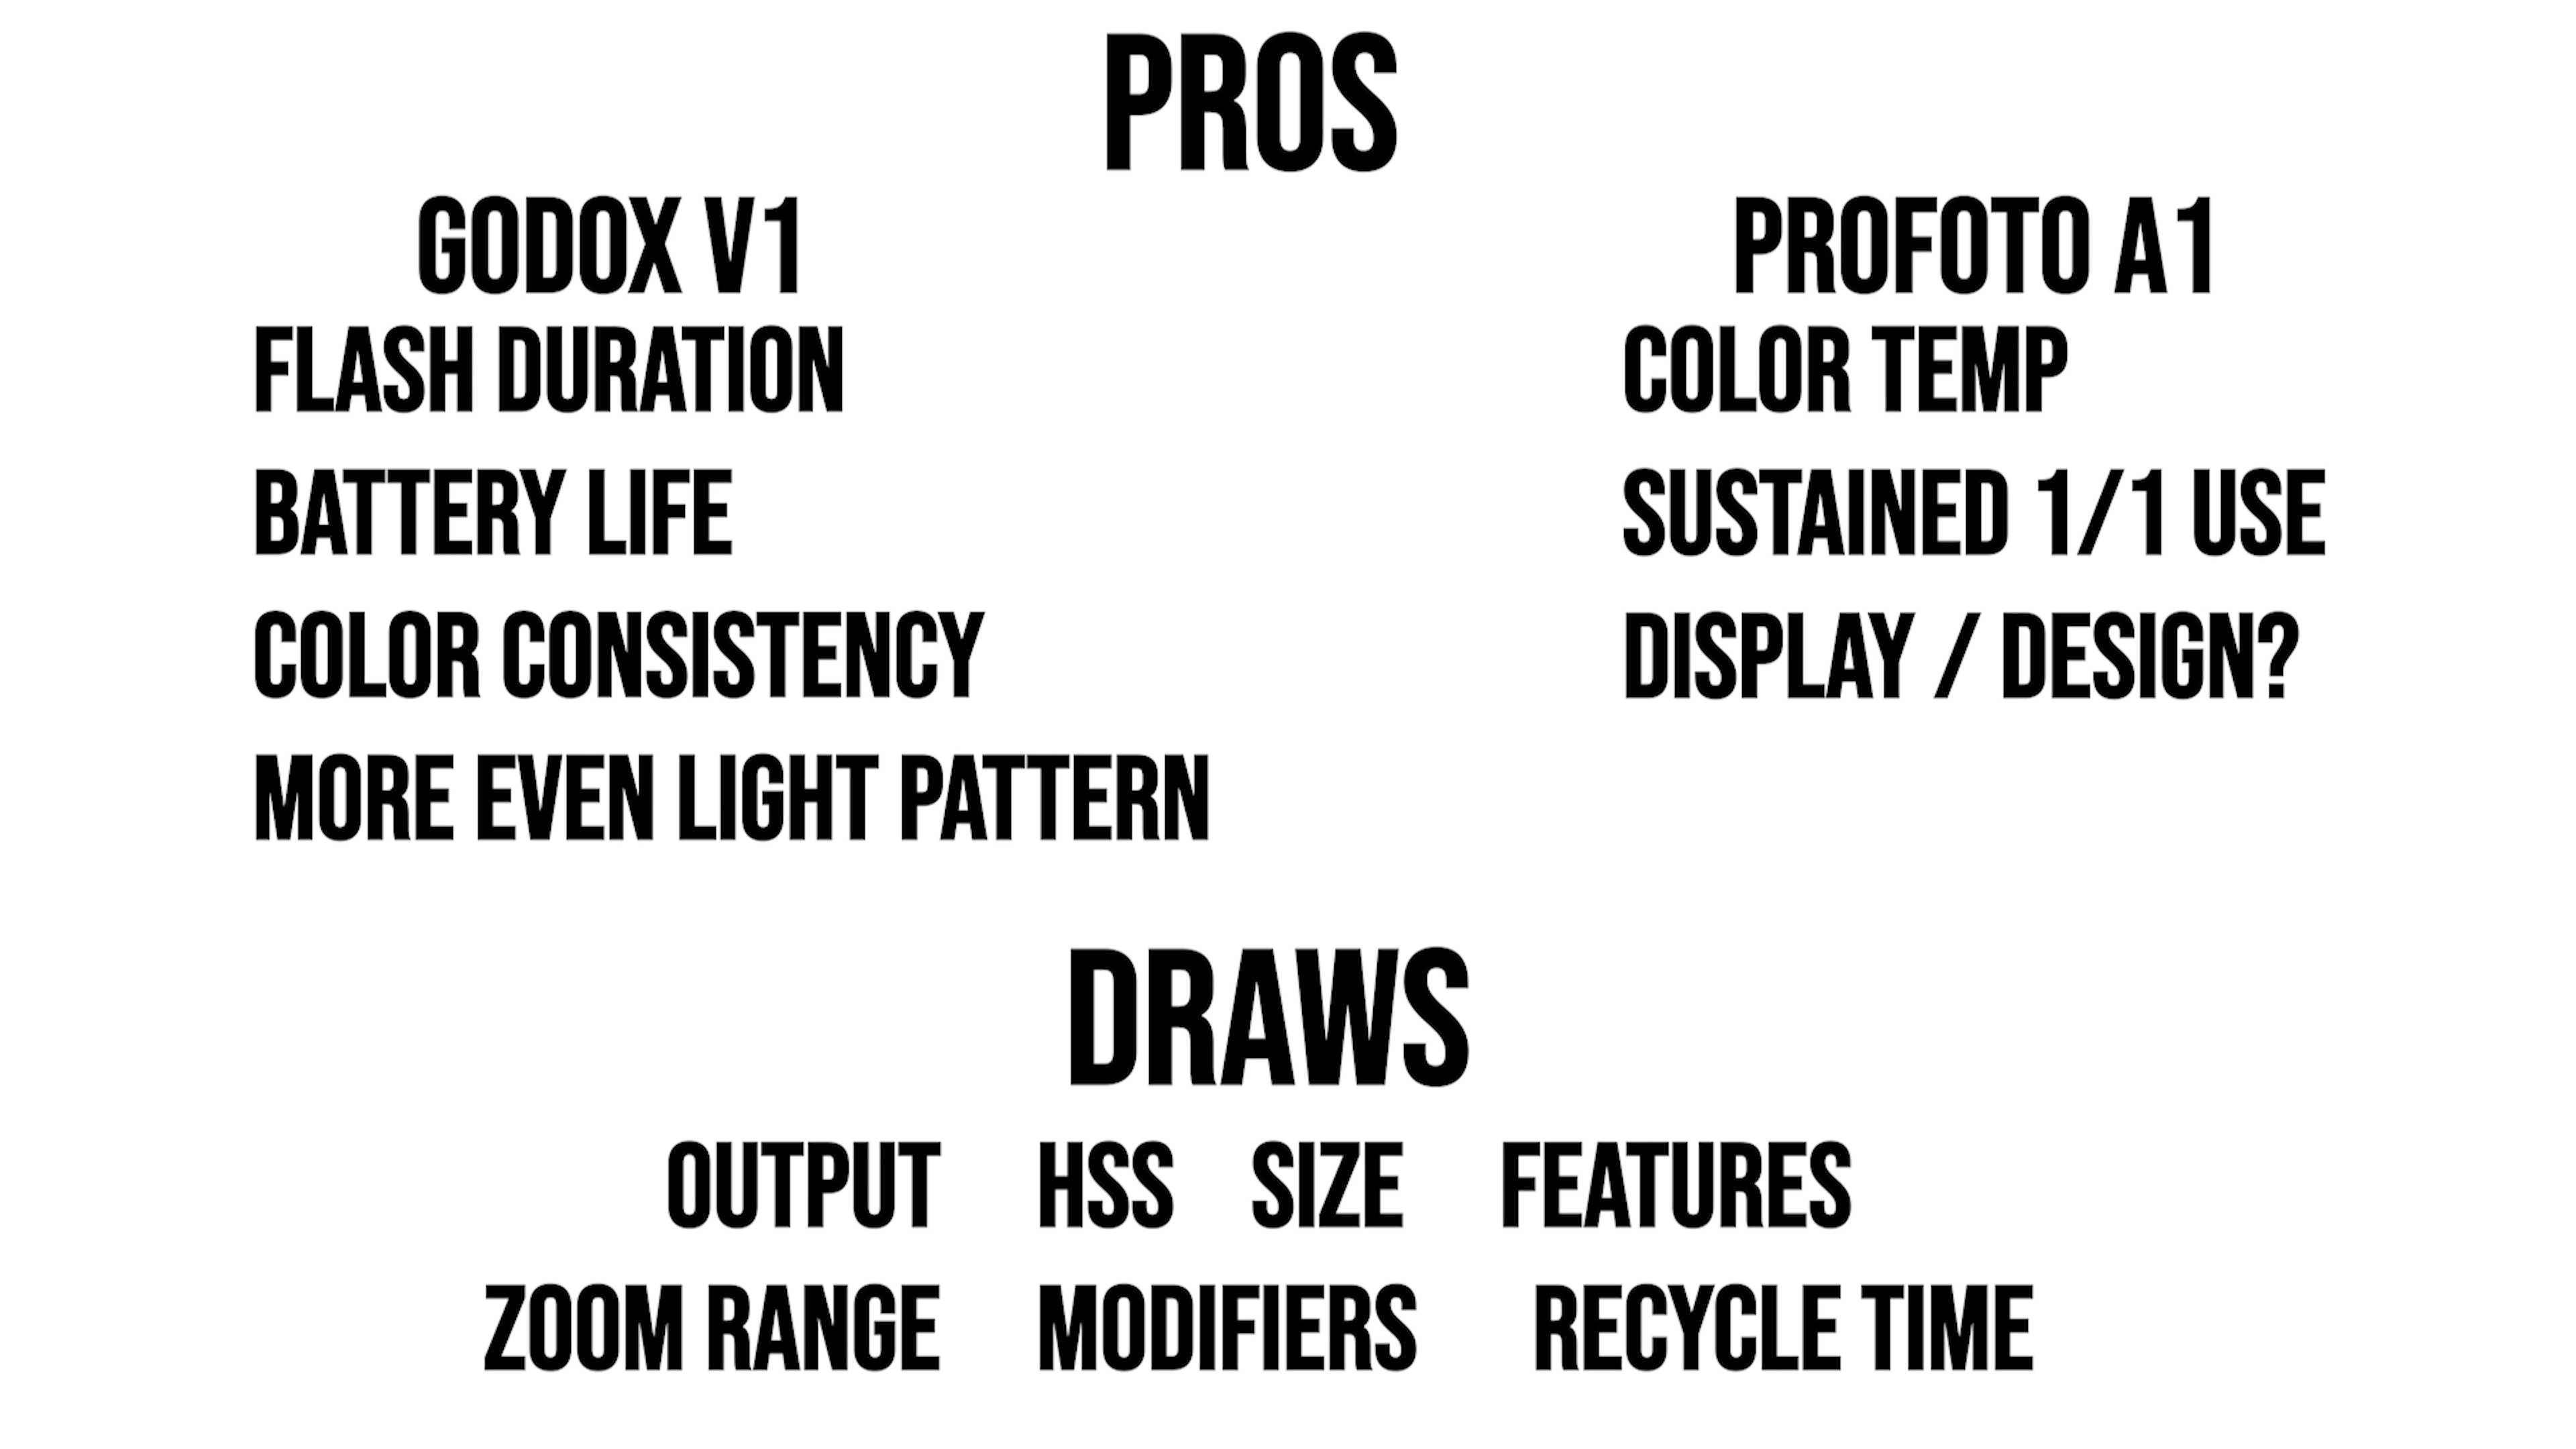 PROS
GODOX V1
FLASH DURATION
BATTERY LIFE
COLOR CONSISTENCY
MORE EVEN LIGHT PATTERN
PROFOTO A1
COLOR TEMP
SUSTAINED 1/1 USE
DISPLAY / DESIGN?
DRAWS
OUTPUT HSS SIZE FEATURES
ZOOM RANGE MODIFIERS RECYCLE TIME